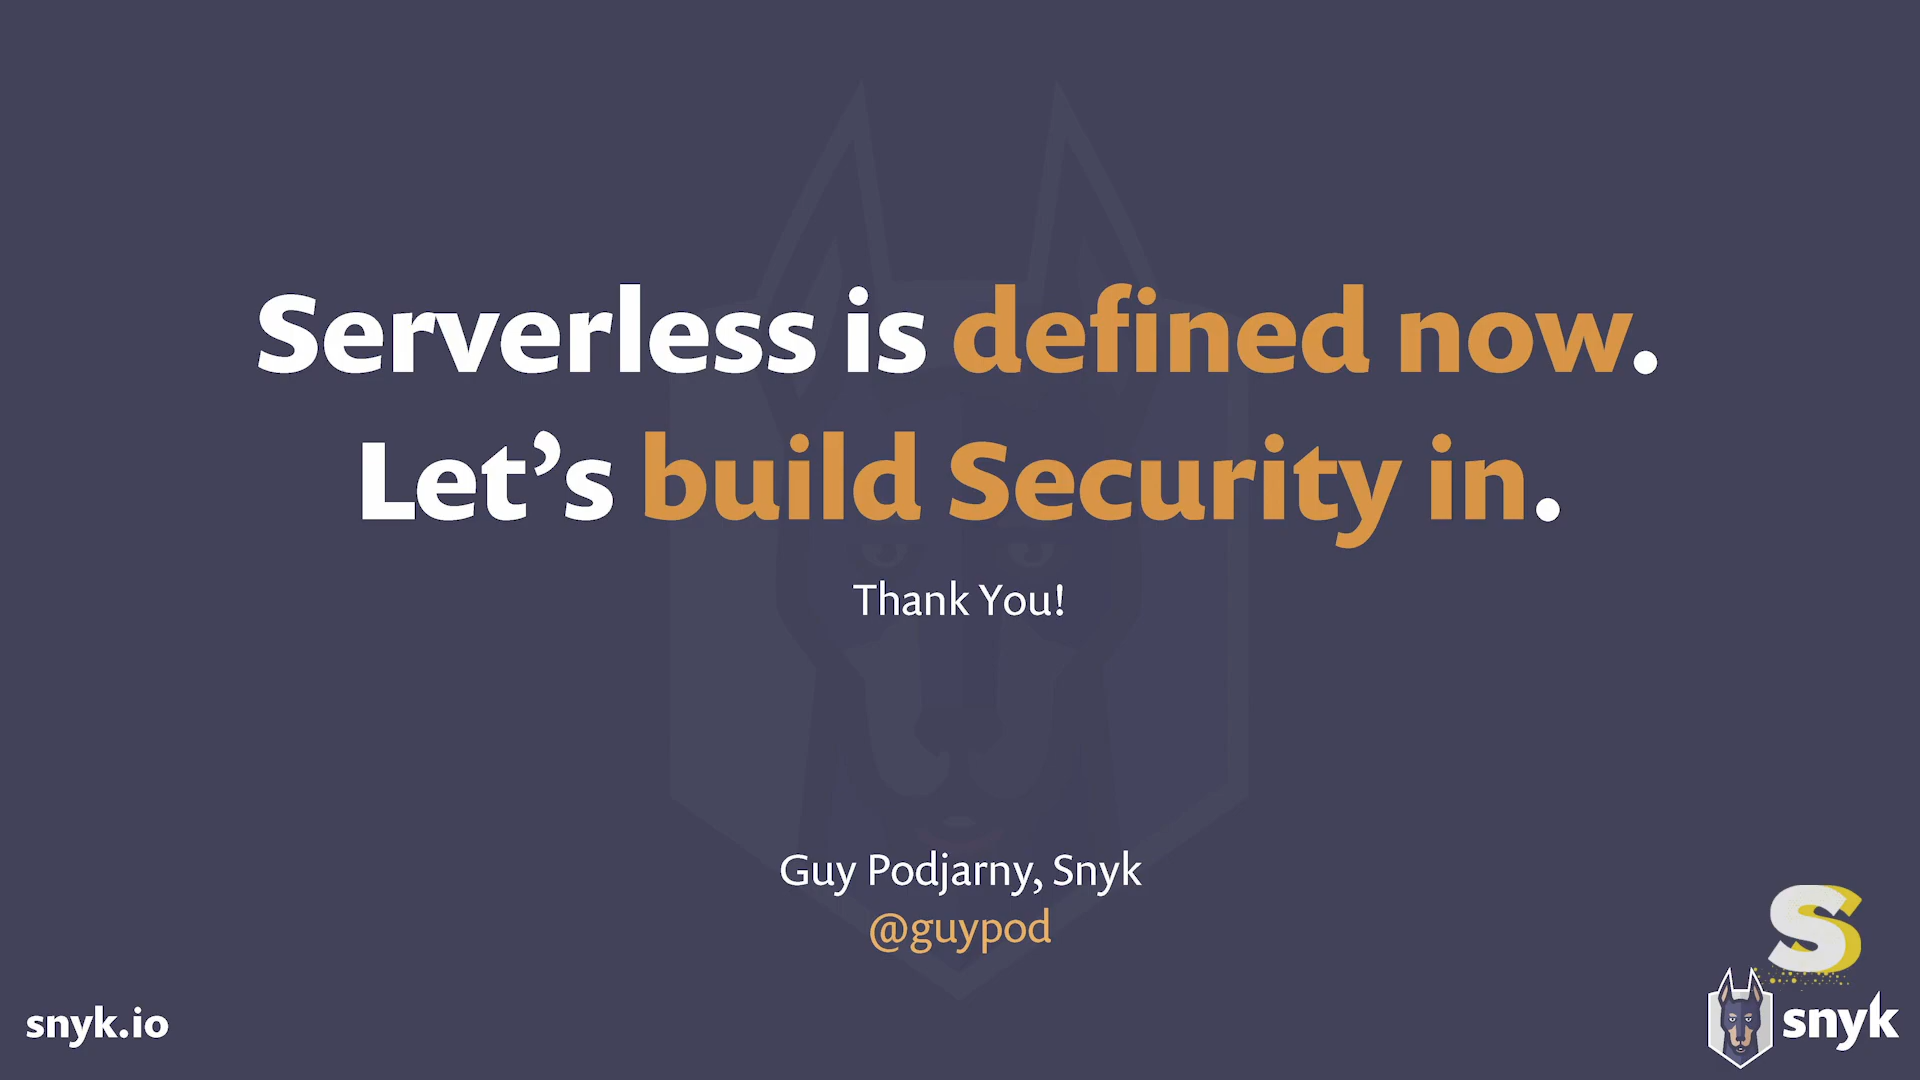 Serverless is defined now.
Let’s build Security in.
Thank You!
Guy Podjarny, Snyk
@guypod
snyk.io
S
snyk